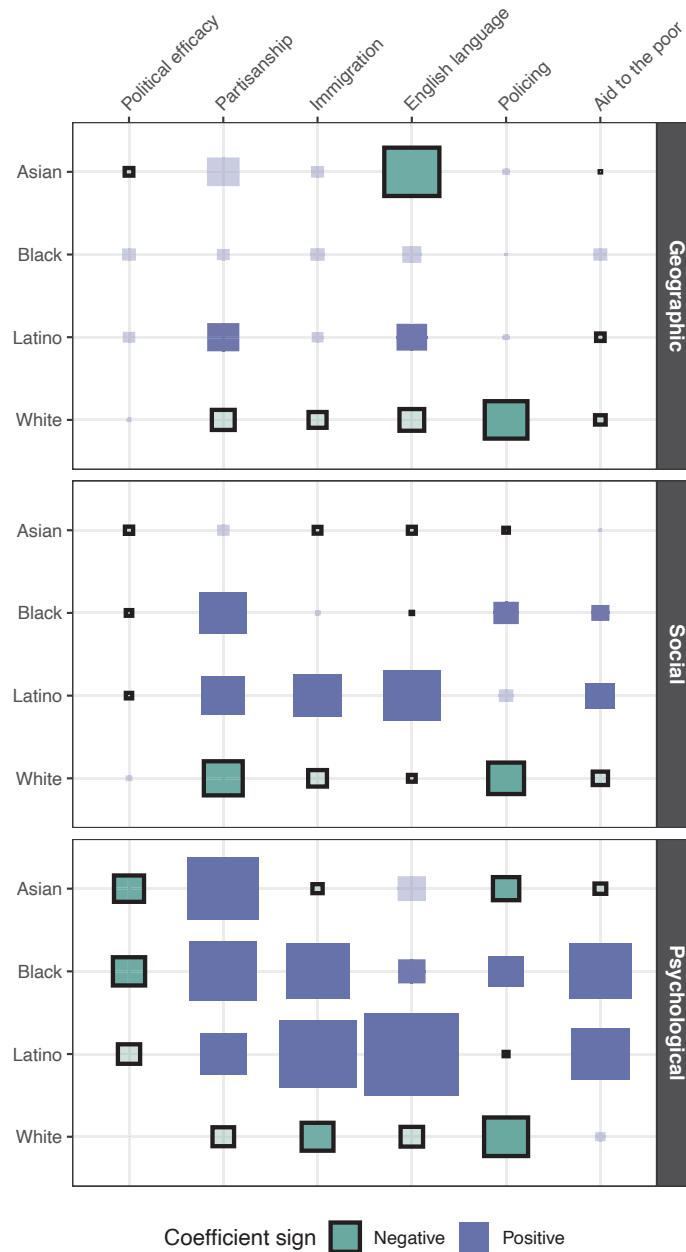 Political efficacy
Partisanship
Immigration
English language
Policing
Aid to the poor
Asian
Black
Latino
White
Geographic
Asian
Black
Latino
White
Social
Asian
Black
Latino
White
Psychological
Coefficient sign Negative Positive